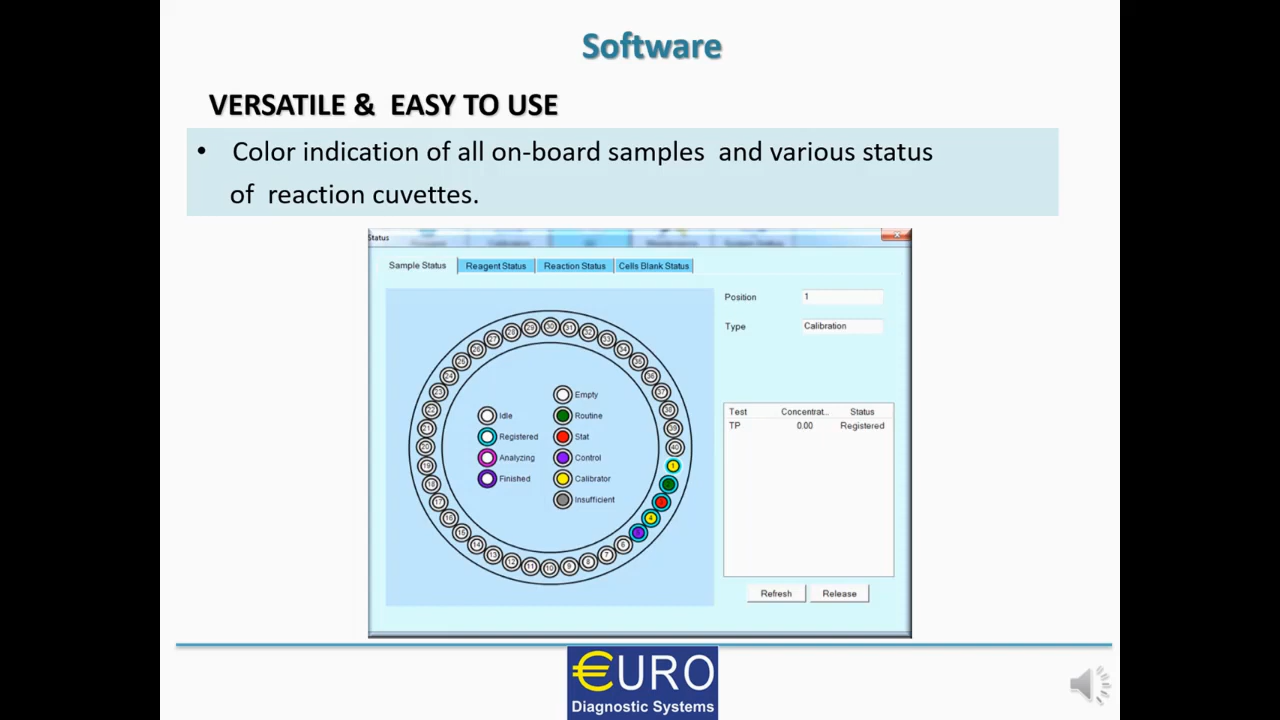 Software
VERSATILE & EASY TO USE
• Color indication of all on-board samples and various status
of reaction cuvettes.
Status
Sample Status Reagent Status Reaction Status Cells Blank Status
Position 1
Type Calibration
Empty
Idle Routine
Registered Stat
Analyzing Control
Finished Calibrator
Insufficient
Test Concentrat... Status
TP 0.00 Registered
Refresh Release
€URO
Diagnostic Systems